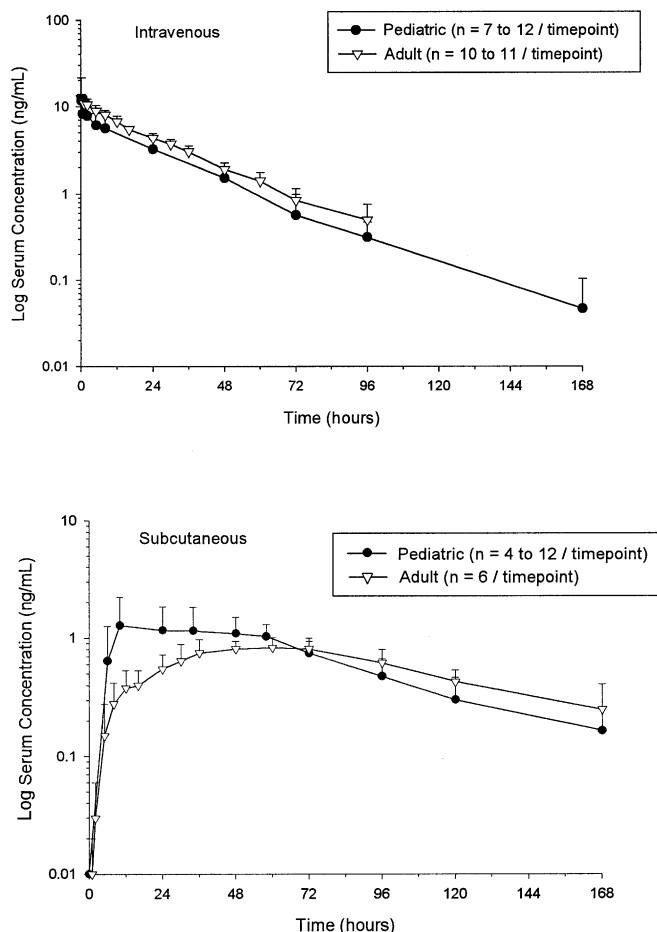 Intravenous
Pediatric (n = 7 to 12 / timepoint)
Adult (n = 10 to 11 / timepoint)
Log Serum Concentration (ng/mL)
100
10
1
0.1
0.01
0 24 48 72 96 120 144 168
Time (hours)
Subcutaneous
Pediatric (n = 4 to 12 / timepoint)
Adult (n = 6 / timepoint)
Log Serum Concentration (ng/mL)
10
1
0.1
0.01
0 24 48 72 96 120 168
Time (hours)